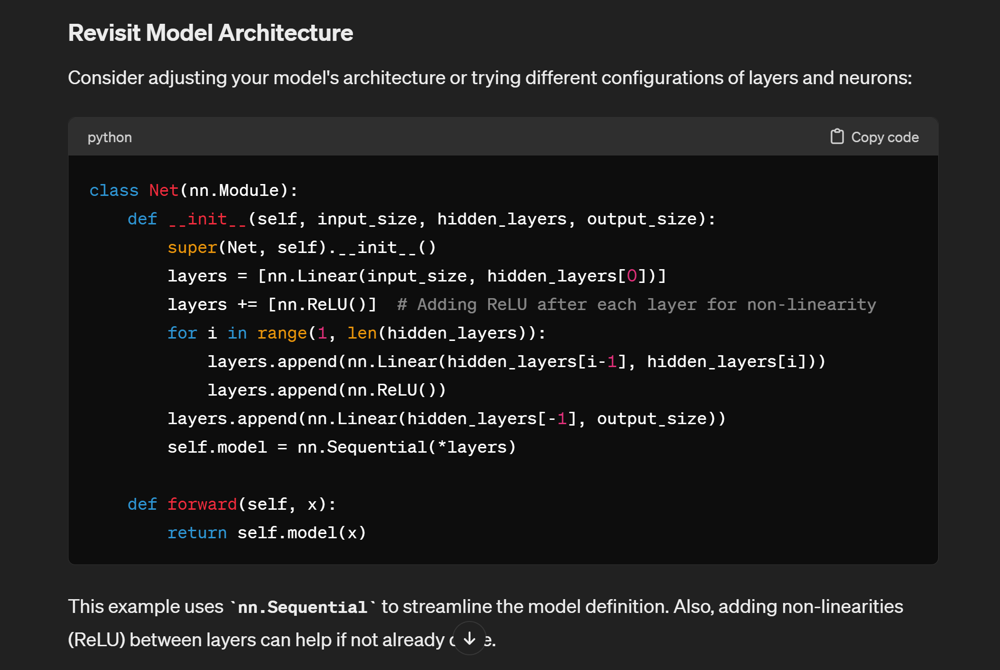 Revisit Model Architecture
Consider adjusting your model's architecture or trying different configurations of layers and neurons:
python
Copy code
class Net(nn.Module):
    def __init__(self, input_size, hidden_layers, output_size):
        super(Net, self).__init__()
        layers = [nn.Linear(input_size, hidden_layers[0])]
        layers += [nn.ReLU()]  # Adding ReLU after each layer for non-linearity
        for i in range(1, len(hidden_layers)):
            layers.append(nn.Linear(hidden_layers[i-1], hidden_layers[i]))
            layers.append(nn.ReLU())
        layers.append(nn.Linear(hidden_layers[-1], output_size))
        self.model = nn.Sequential(*layers)

    def forward(self, x):
        return self.model(x)
This example uses `nn.Sequential` to streamline the model definition. Also, adding non-linearities
(ReLU) between layers can help if not already